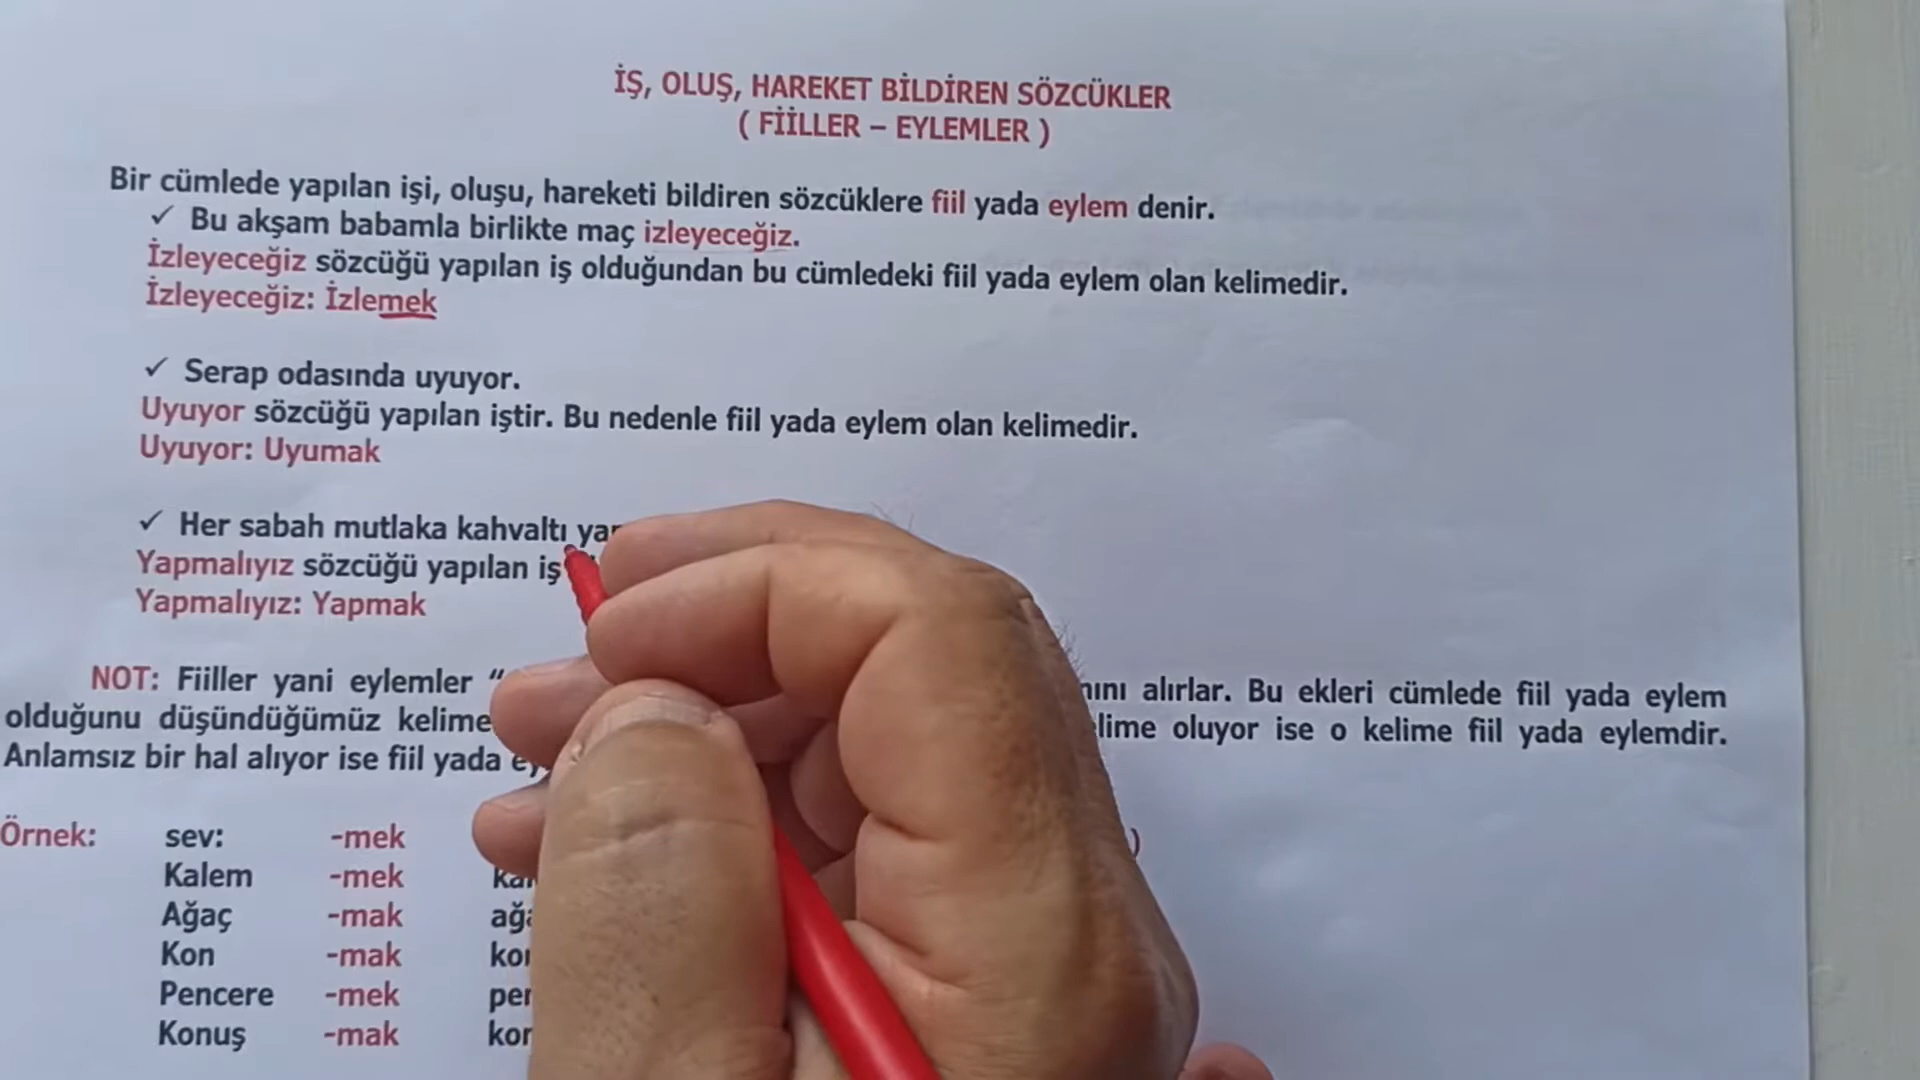 İŞ, OLUŞ, HAREKET BİLDİREN SÖZCÜKLER
( FİİLLER – EYLEMLER )
Bir cümlede yapılan işi, oluşu, hareketi bildiren sözcüklere fiil yada eylem denir.
✓ Bu akşam babamla birlikte maç izleyeceğiz.
İzleyeceğiz sözcüğü yapılan iş olduğundan bu cümledeki fiil yada eylem olan kelimedir.
İzleyeceğiz: İzlemek
✓ Serap odasında uyuyor.
Uyuyor sözcüğü yapılan iştir. Bu nedenle fiil yada eylem olan kelimedir.
Uyuyor: Uyumak
✓ Her sabah mutlaka kahvaltı
Yapmalıyız sözcüğü yapılan iş
Yapmalıyız: Yapmak
NOT: Fiiller yani eylemler " alırlar. Bu ekleri cümlede fiil yada eylem
olduğunu düşündüğümüz kelime oluyor ise o kelime fiil yada eylemdir.
Anlamsız bir hal alıyor ise fiil yada
Örnek: sev: -mek )
Kalem -mek
Ağaç -mak
Kon -mak
Pencere -mek
Konuş -mak